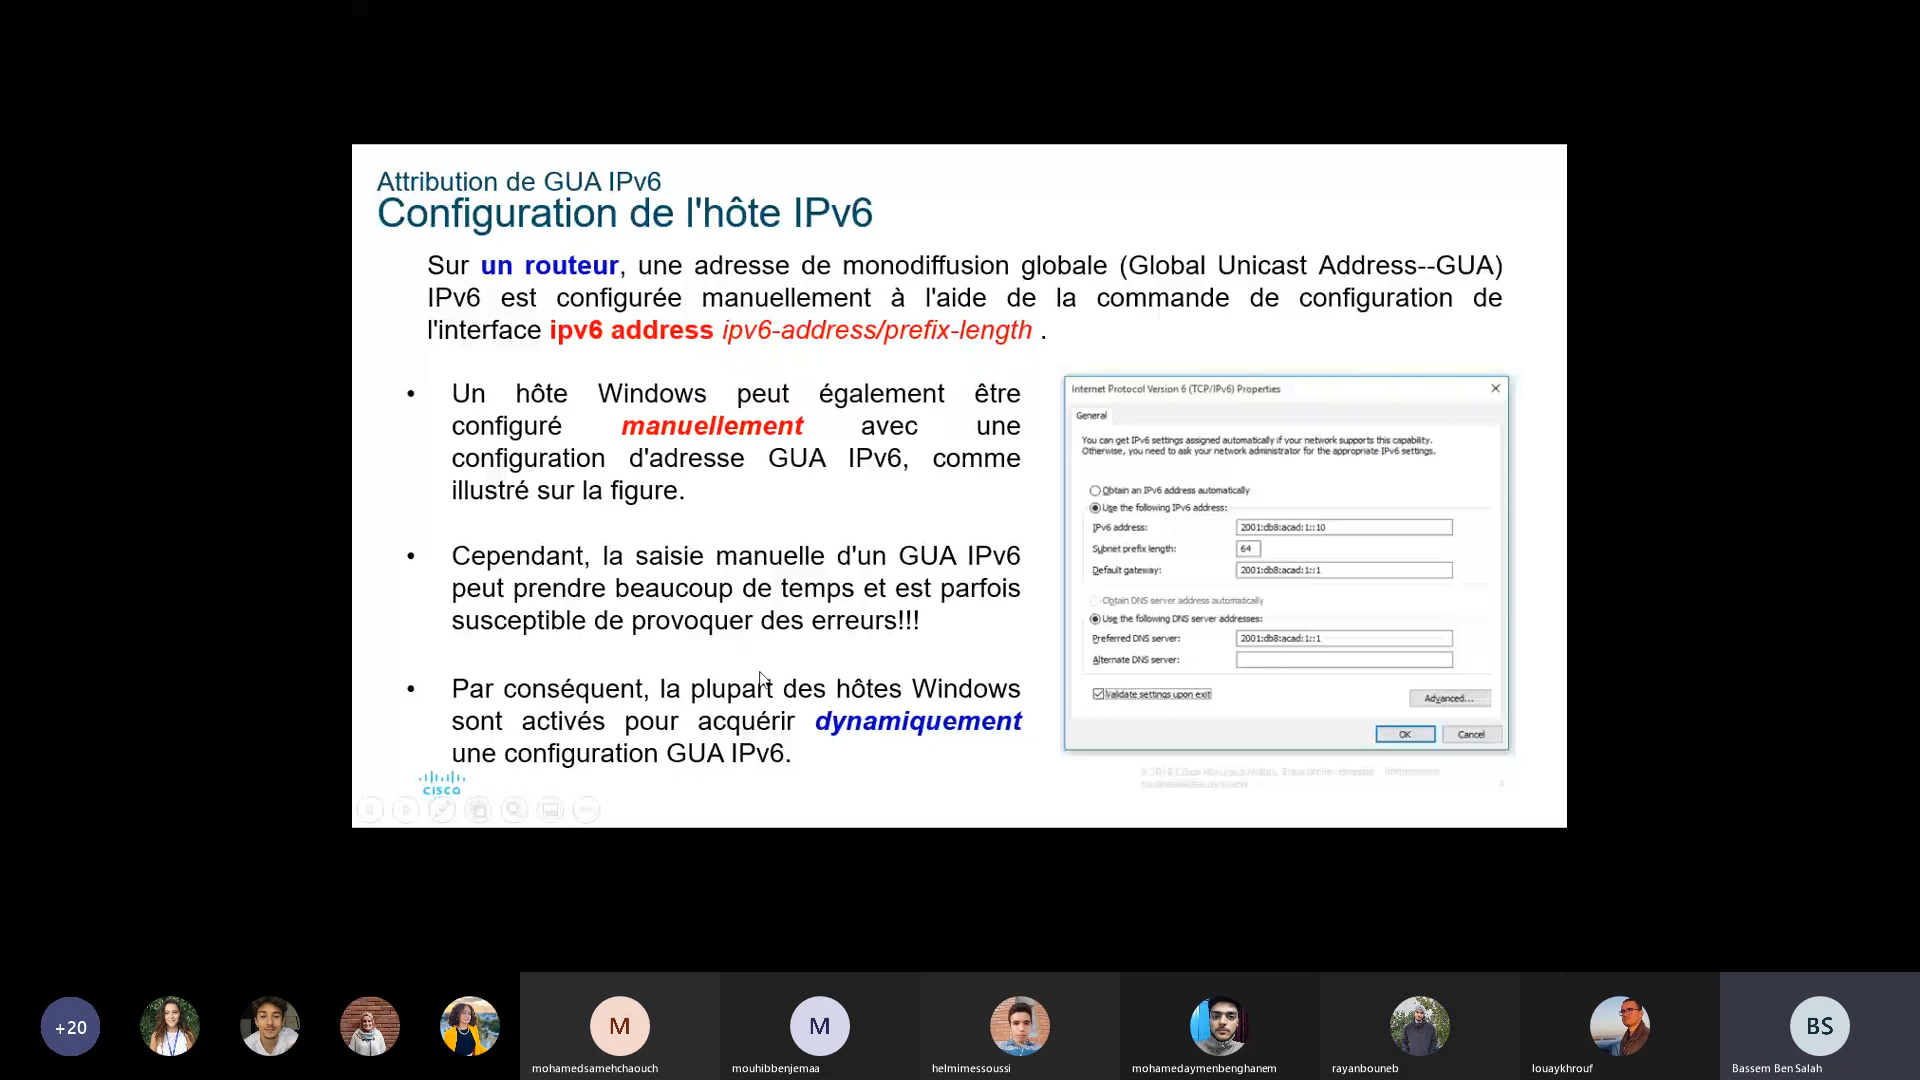 Attribution de GUA IPv6
Configuration de l'hôte IPv6
Sur un routeur, une adresse de monodiffusion globale (Global Unicast Address--GUA)
IPv6 est configurée manuellement à l'aide de la commande de configuration de
l'interface ipv6 address ipv6-address/prefix-length .
• Un hôte Windows peut également être
configuré manuellement avec une
configuration d'adresse GUA IPv6, comme
illustré sur la figure.
• Cependant, la saisie manuelle d'un GUA IPv6
peut prendre beaucoup de temps et est parfois
susceptible de provoquer des erreurs!!!
• Par conséquent, la plupart des hôtes Windows
sont activés pour acquérir dynamiquement
une configuration GUA IPv6.
Internet Protocol Version 6 (TCP/IPv6) Properties
General
You can get IPv6 settings assigned automatically if your network supports this capability.
Otherwise, you need to ask your network administrator for the appropriate IPv6 settings.
Obtain an IPv6 address automatically
Use the following IPv6 address:
IPv6 address: 2001:db8:acad:1::10
Subnet prefix length: 64
Default gateway: 2001:db8:acad:1::1
Obtain DNS server address automatically
Use the following DNS server addresses:
Preferred DNS server: 2001:db8:acad:1::1
Alternate DNS server:
Validate settings upon exit
Advanced...
OK Cancel
CISCO
+20
M
mohamedsamehchaouch
M
mouhibbenjemaa
helmimessoussi
mohamedaymenbenghanem
rayanbouneb
louaykhrouf
BS
Bassem Ben Salah